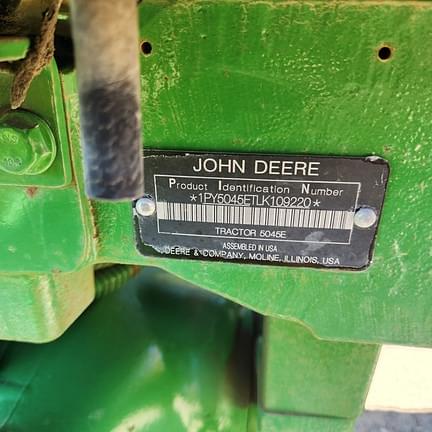 JOHN DEERE
Product Identification Number
*1PY5045ETLK109220*
TRACTOR 5045E
ASSEMBLED IN USA
DEERE & COMPANY, MOLINE, ILLINOIS, USA